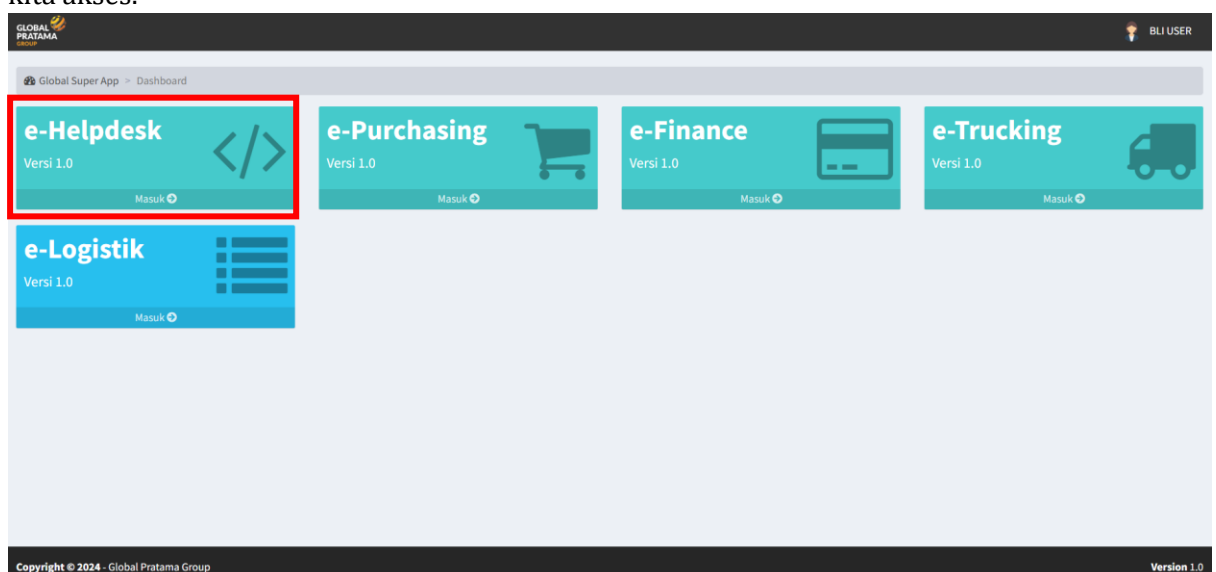 kita akses.
GLOBAL
PRATAMA
GROUP
BLI USER
Global Super App > Dashboard
e-Helpdesk
Versi 1.0
Masuk
e-Purchasing
Versi 1.0
Masuk
e-Finance
Versi 1.0
Masuk
e-Trucking
Versi 1.0
Masuk
e-Logistik
Versi 1.0
Masuk
Copyright © 2024 - Global Pratama Group
Version 1.0